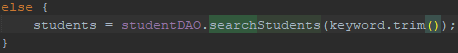 else {
    students = studentDAO.searchStudents(keyword.trim());
}